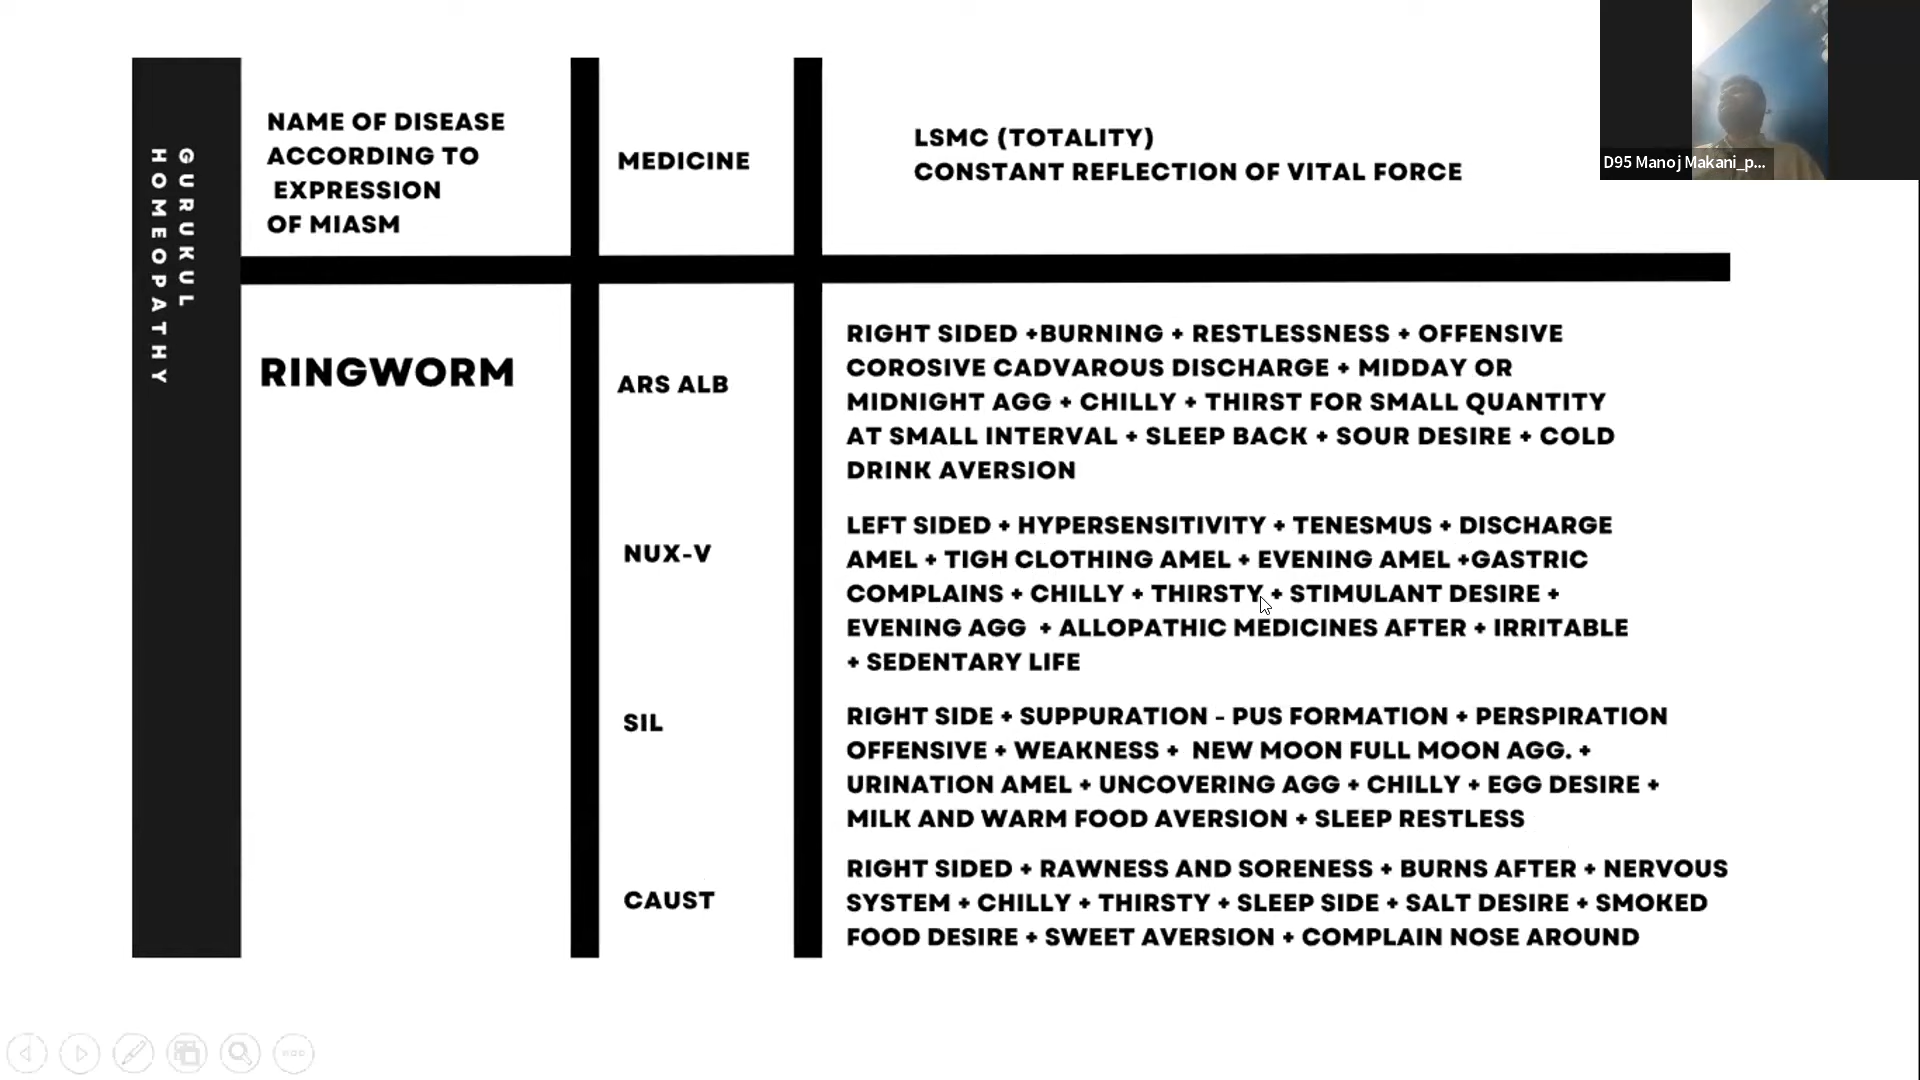 GURUKUL
HOMEOPATHY
NAME OF DISEASE
ACCORDING TO
EXPRESSION
OF MIASM
MEDICINE
LSMC (TOTALITY)
CONSTANT REFLECTION OF VITAL FORCE
D95 Manoj Makani_p...
RINGWORM
ARS ALB
RIGHT SIDED +BURNING + RESTLESSNESS + OFFENSIVE
COROSIVE CADVAROUS DISCHARGE + MIDDAY OR
MIDNIGHT AGG + CHILLY + THIRST FOR SMALL QUANTITY
AT SMALL INTERVAL + SLEEP BACK + SOUR DESIRE + COLD
DRINK AVERSION
NUX-V
LEFT SIDED + HYPERSENSITIVITY + TENESMUS + DISCHARGE
AMEL + TIGH CLOTHING AMEL + EVENING AMEL +GASTRIC
COMPLAINS + CHILLY + THIRSTY + STIMULANT DESIRE +
EVENING AGG + ALLOPATHIC MEDICINES AFTER + IRRITABLE
+ SEDENTARY LIFE
SIL
RIGHT SIDE + SUPPURATION - PUS FORMATION + PERSPIRATION
OFFENSIVE + WEAKNESS + NEW MOON FULL MOON AGG. +
URINATION AMEL + UNCOVERING AGG + CHILLY + EGG DESIRE +
MILK AND WARM FOOD AVERSION + SLEEP RESTLESS
CAUST
RIGHT SIDED + RAWNESS AND SORENESS + BURNS AFTER + NERVOUS
SYSTEM + CHILLY + THIRSTY + SLEEP SIDE + SALT DESIRE + SMOKED
FOOD DESIRE + SWEET AVERSION + COMPLAIN NOSE AROUND